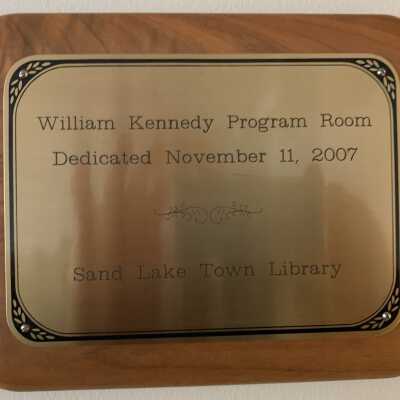 William Kennedy Program Room
Dedicated November 11, 2007
Sand Lake Town Library